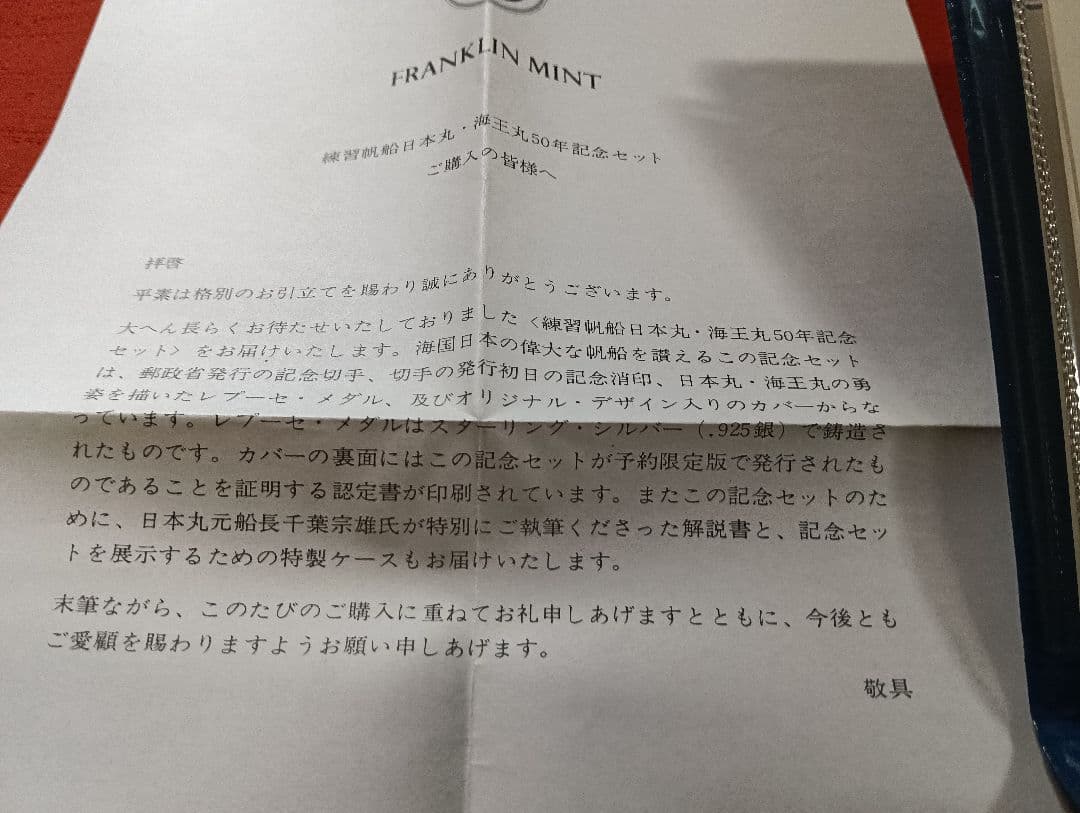 FRANKLIN MINT
練習帆船日本丸・海王丸50年記念セット
ご購入の皆様へ
拝啓
平素は格別のお引立てを賜わり誠にありがとうございます。
大へん長らくお待たせいたしておりました〈練習帆船日本丸・海王丸50年記念
セット〉をお届けいたします。海国日本の偉大な帆船を讃えるこの記念セット
は、郵政省発行の記念切手、切手の発行初日の記念消印、日本丸・海王丸の勇
姿を描いたレプーセ・メダル、及びオリジナル・デザイン入りのカバーからな
っています。レプーセ・メダルはスターリング・シルバー（.925銀）で鋳造さ
れたものです。カバーの裏面にはこの記念セットが予約限定版で発行されたも
のであることを証明する認定書が印刷されています。またこの記念セットのた
めに、日本丸元船長千葉宗雄氏が特別にご執筆くださった解説書と、記念セッ
トを展示するための特製ケースもお届けいたします。
末筆ながら、このたびのご購入に重ねてお礼申しあげますとともに、今後とも
ご愛顧を賜わりますようお願い申しあげます。
敬具